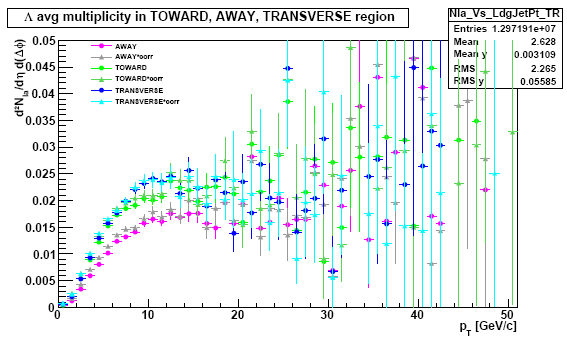 Λ avg multiplicity in TOWARD, AWAY, TRANSVERSE region
Nla_Vs_LdgJetPt_TR
Entries 1.297191e+07
Mean 2.628
Mean y 0.003109
RMS 2.265
RMS y 0.05585
AWAY
AWAY*corr
TOWARD
TOWARD*corr
TRANSVERSE
TRANSVERSE*corr
d²N_la/dη d(Δϕ)
0.05
0.045
0.04
0.035
0.03
0.025
0.02
0.015
0.01
0.005
0
0 10 20 30 40 50
p_T [GeV/c]